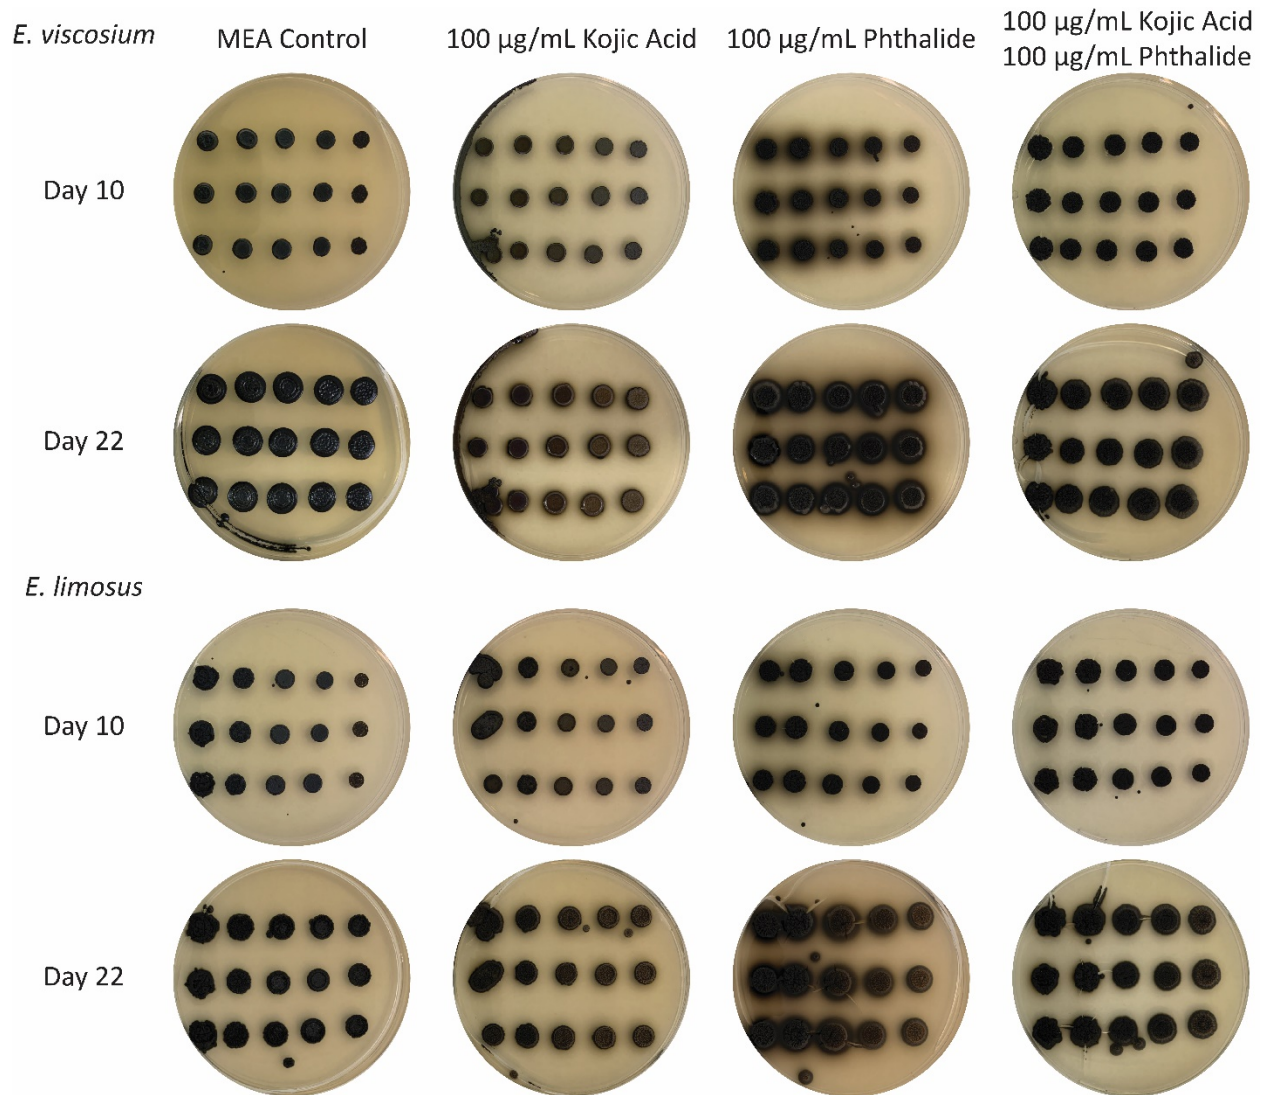 E. viscosium
MEA Control
100 µg/mL Kojic Acid
100 µg/mL Phthalide
100 µg/mL Kojic Acid
100 µg/mL Phthalide
Day 10
Day 22
E. limosus
Day 10
Day 22